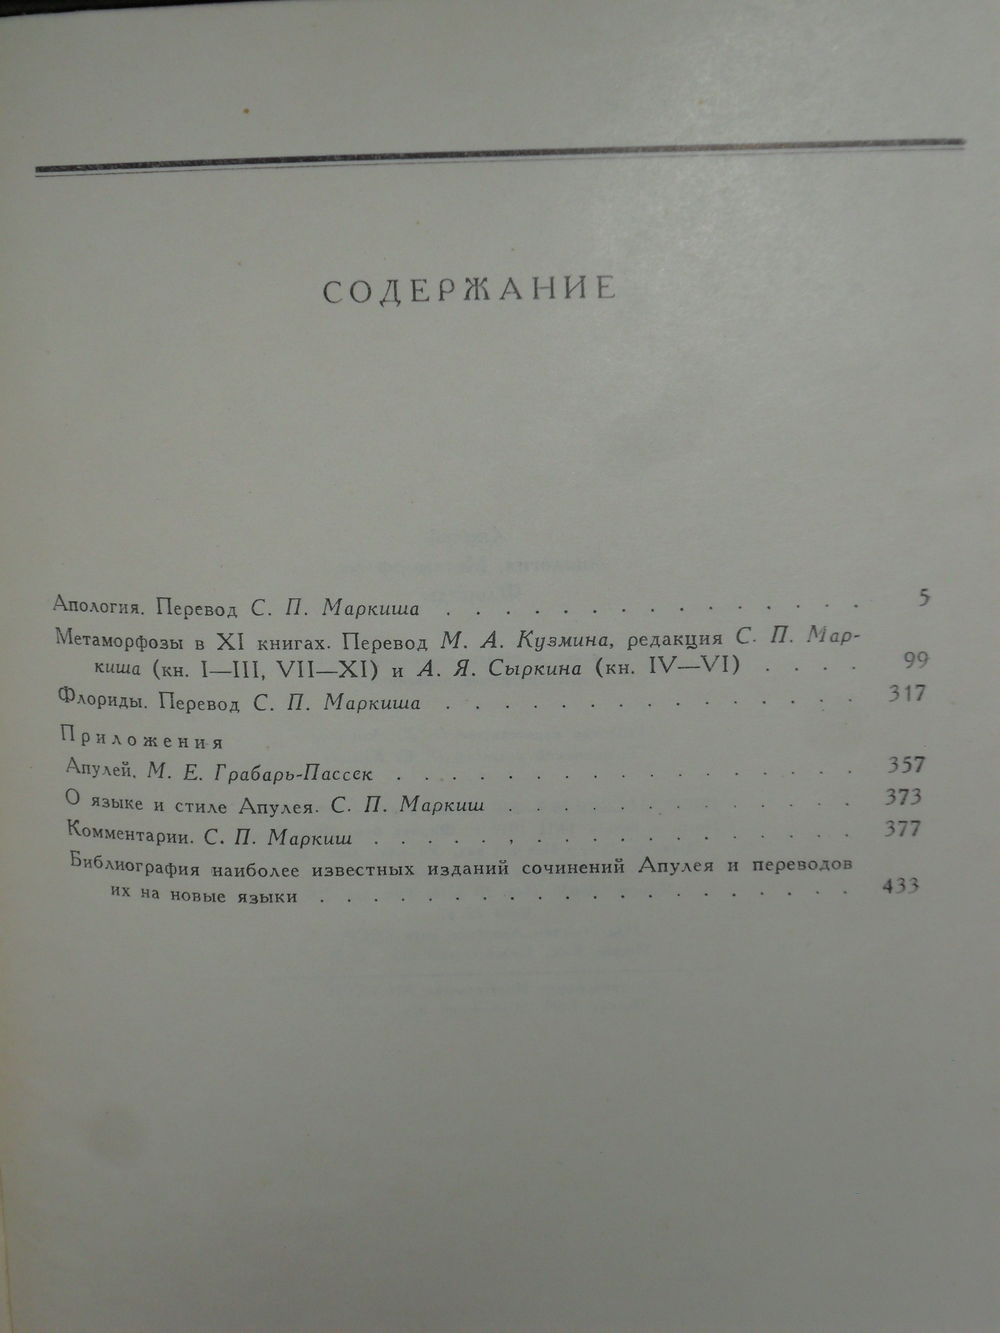 СОДЕРЖАНИЕ
Апология. Перевод С. П. Маркиша . . . . . . . . . . . . . . . 5
Метаморфозы в XI книгах. Перевод М. А. Кузмина, редакция С. П. Мар-
киша (кн. I—III, VII—XI) и А. Я. Сыркина (кн. IV—VI) . . . . 99
Флориды. Перевод С. П. Маркиша . . . . . . . . . . . . . . . 317
Приложения
Апулей. М. Е. Грабарь-Пассек . . . . . . . . . . . . . . . . . 357
О языке и стиле Апулея. С. П. Маркиш . . . . . . . . . . . . . 373
Комментарии. С. П. Маркиш . . . . . . . . . . . . . . . . . . 377
Библиография наиболее известных изданий сочинений Апулея и переводов
их на новые языки . . . . . . . . . . . . . . . . . . . 433